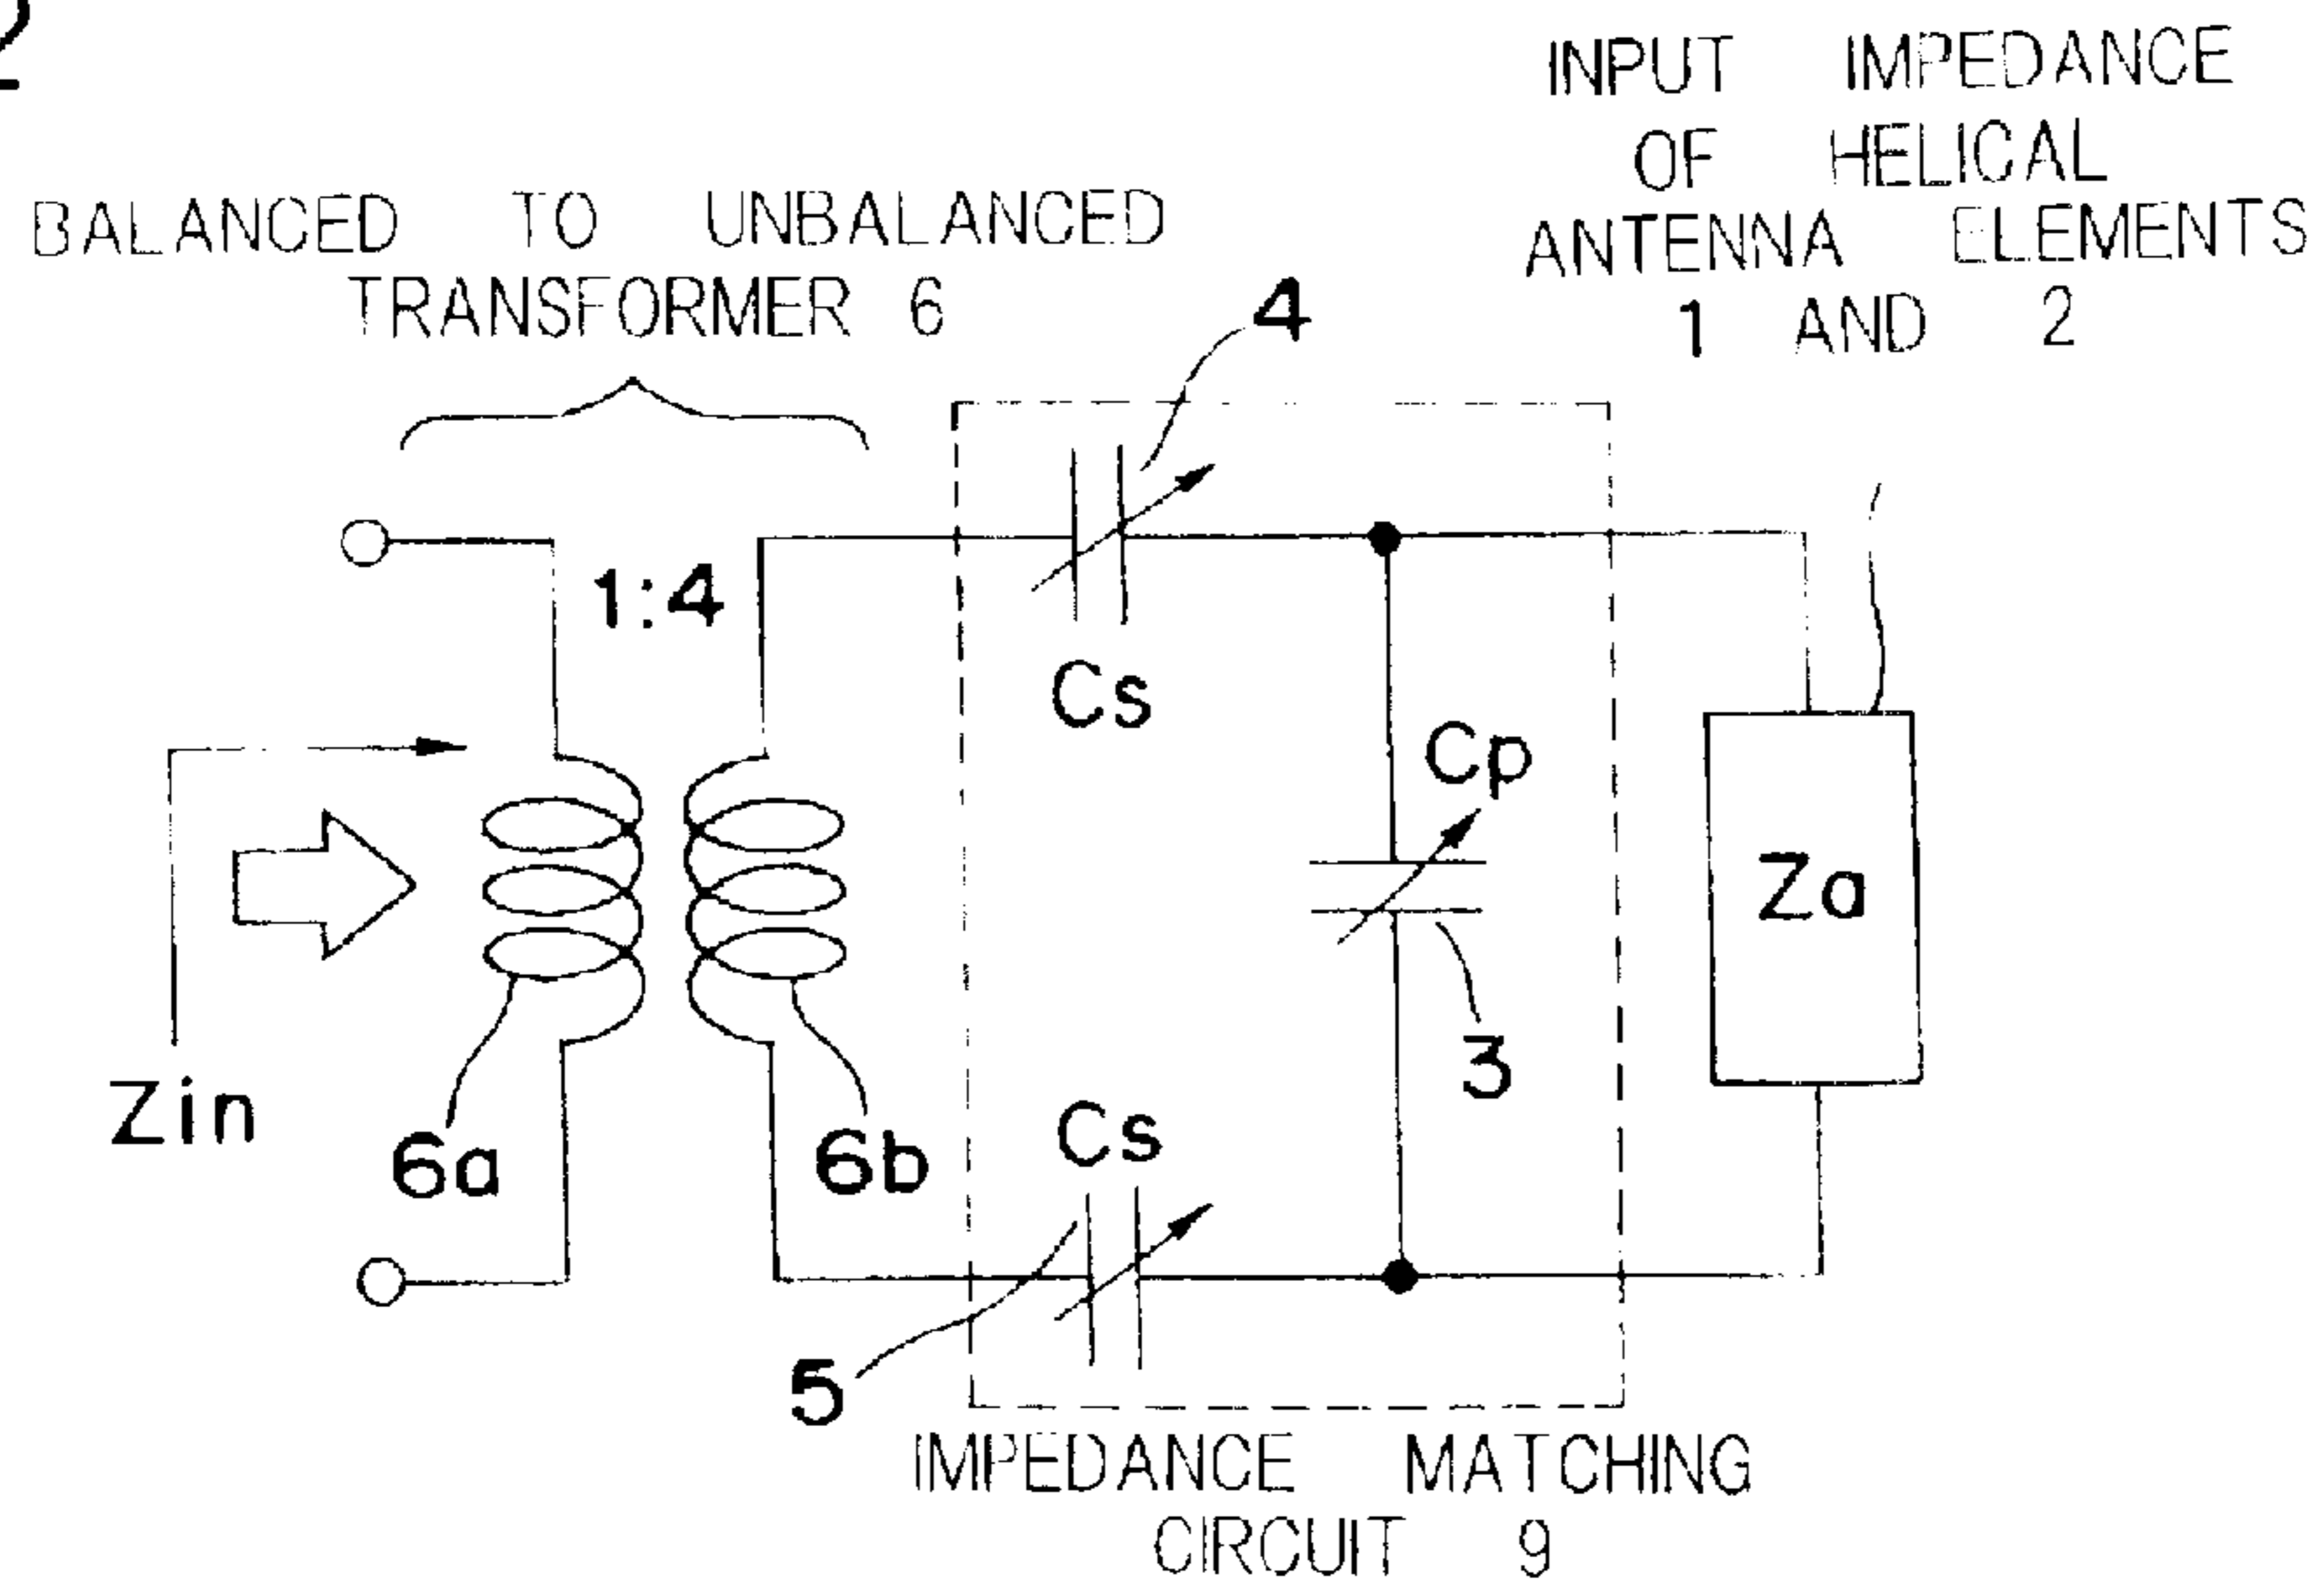 2
INPUT IMPEDANCE
OF HELICAL
ANTENNA ELEMENTS
1 AND 2
BALANCED TO UNBALANCED
TRANSFORMER 6
4
1:4
Cs
Cp
Za
3
Zin
6a
6b
Cs
5
IMPEDANCE MATCHING
CIRCUIT 9